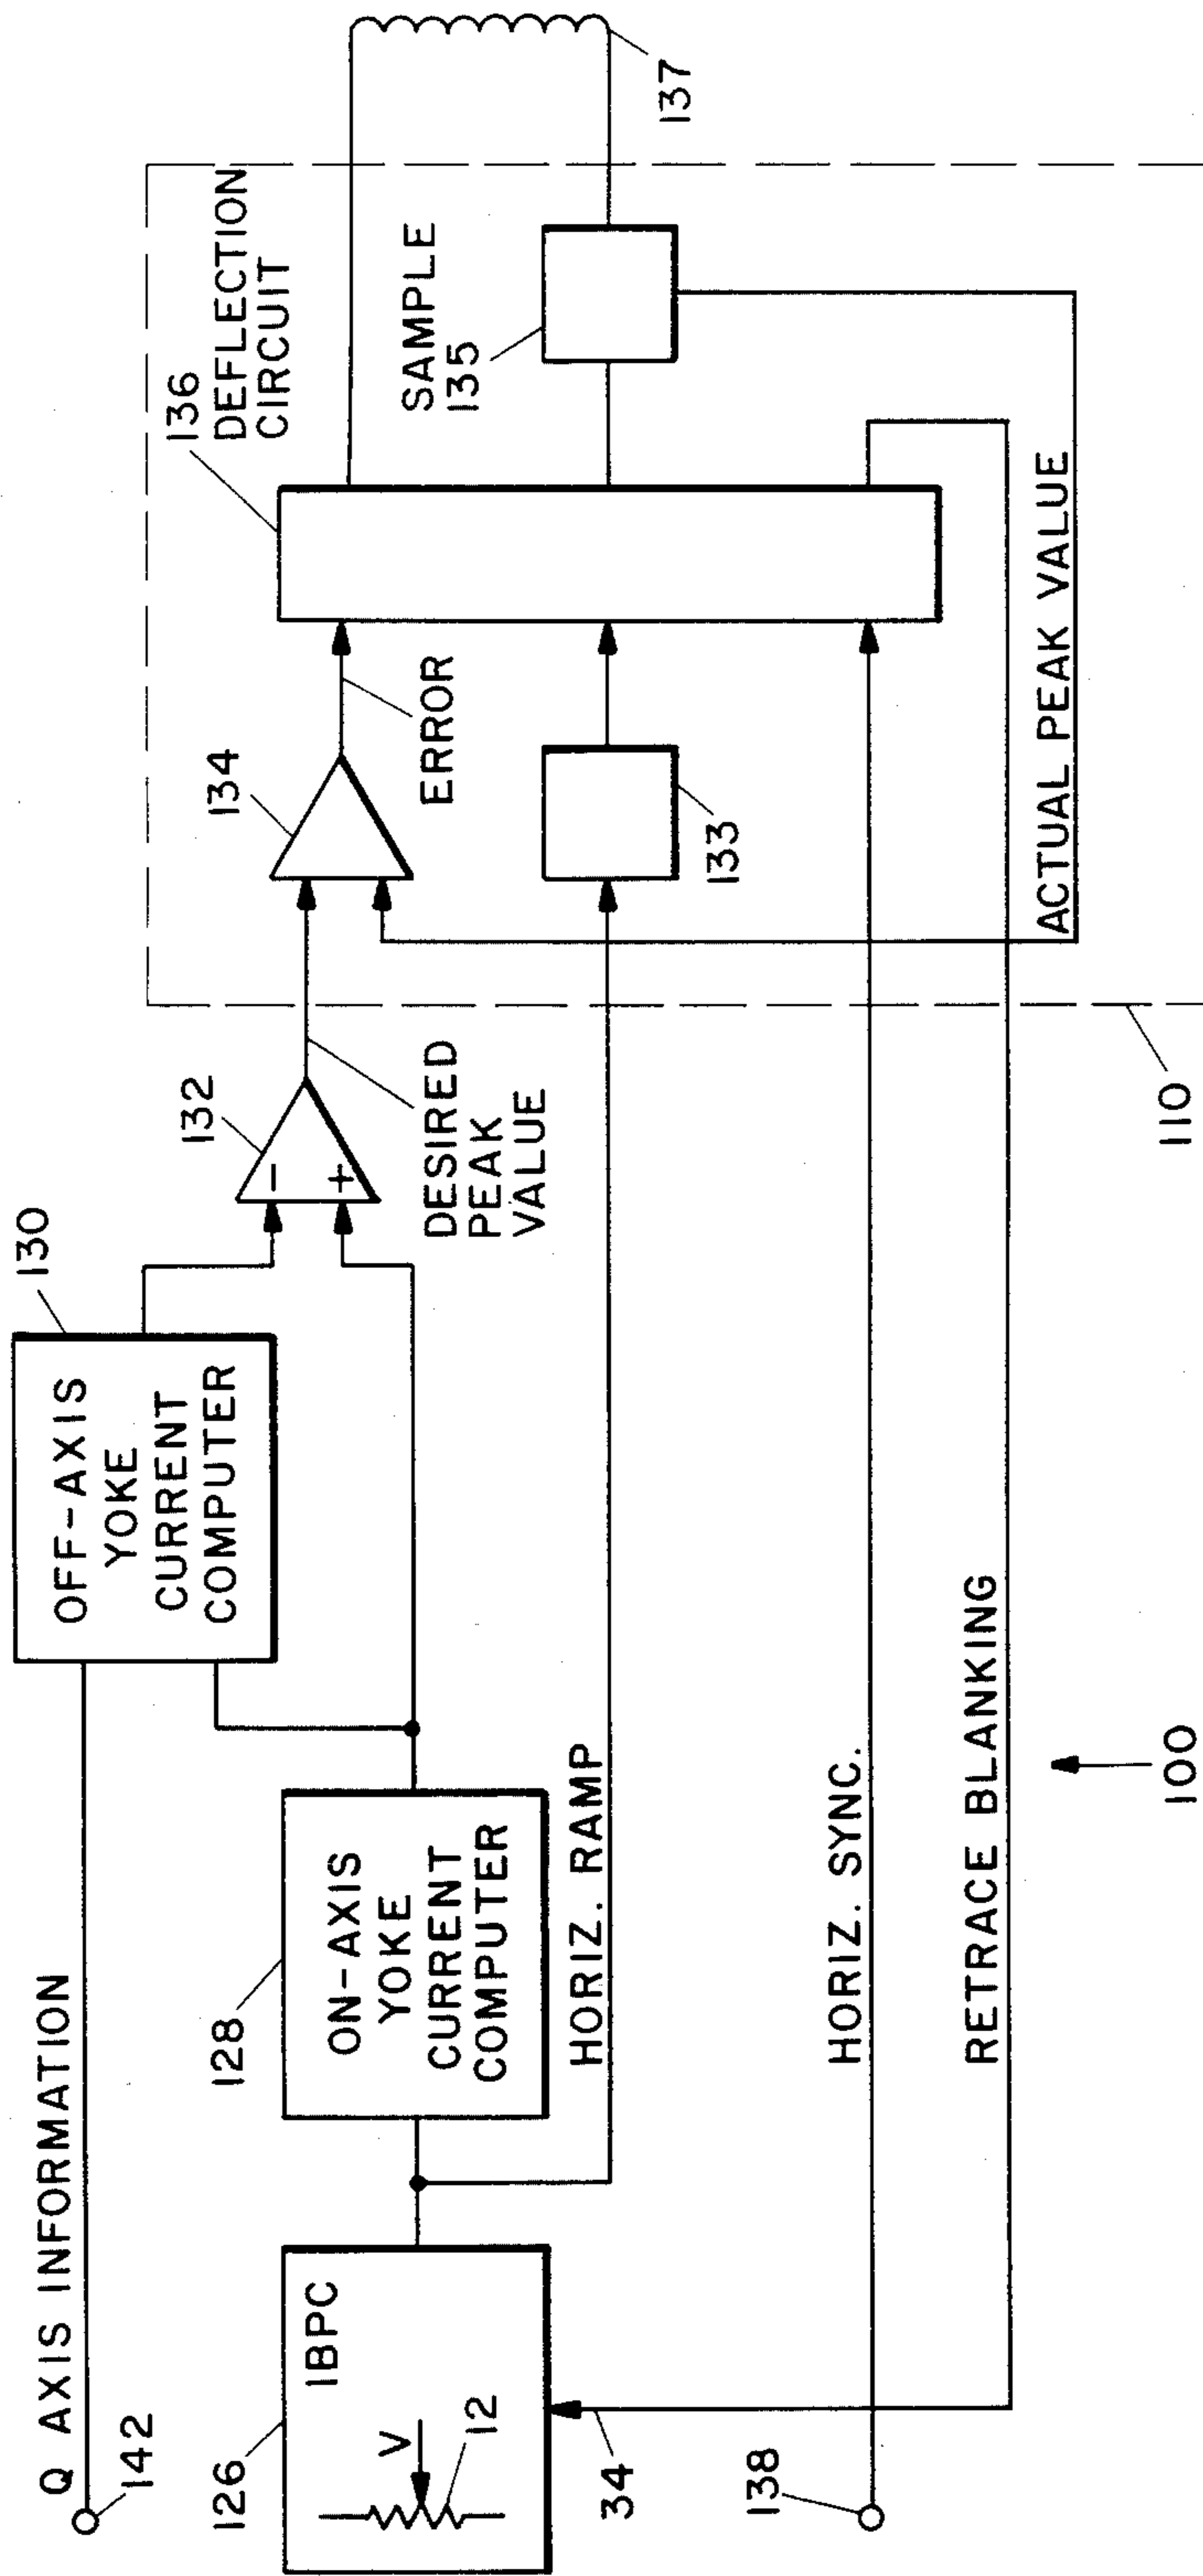 Q AXIS INFORMATION
142
126
IBPC
V
12
34
138
128
ON-AXIS
YOKE
CURRENT
COMPUTER
HORIZ. RAMP
HORIZ. SYNC.
RETRACE BLANKING
100
130
OFF-AXIS
YOKE
CURRENT
COMPUTER
132
-
+
DESIRED
PEAK
VALUE
110
134
ERROR
133
ACTUAL PEAK VALUE
136
DEFLECTION
CIRCUIT
SAMPLE
135
137